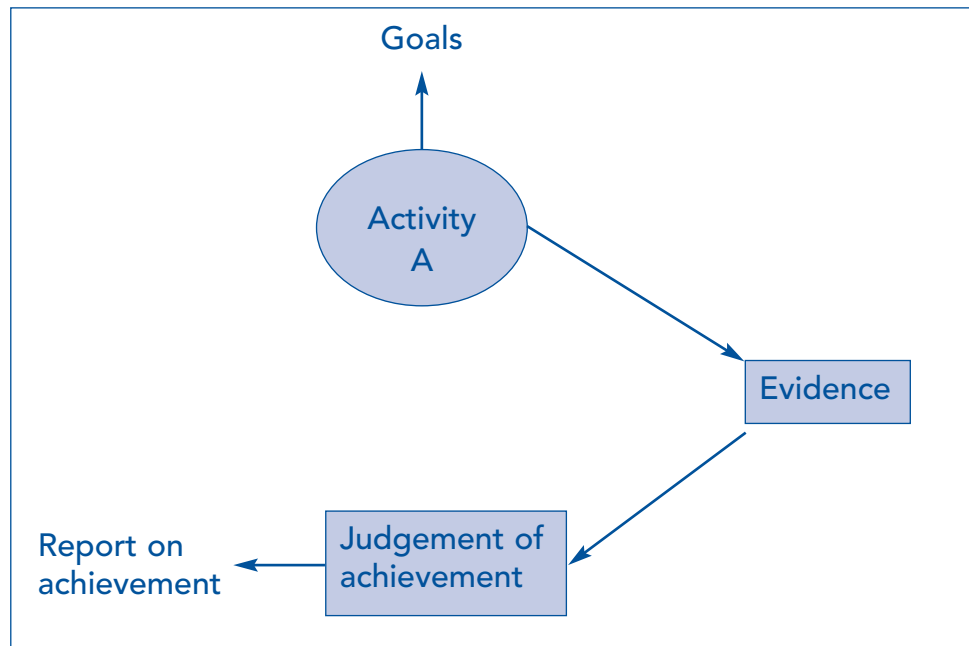 Goals
Activity
A
Evidence
Judgement of
achievement
Report on
achievement